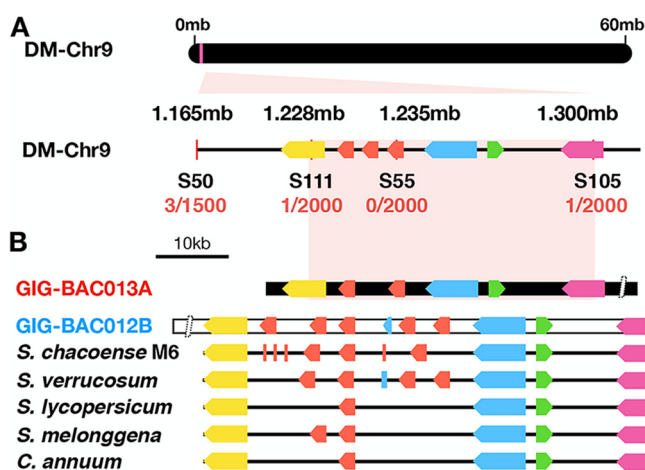 A
0mb 60mb
DM-Chr9
1.165mb 1.228mb 1.235mb 1.300mb
DM-Chr9
S50 S111 S55 S105
3/1500 1/2000 0/2000 1/2000
B
10kb
GIG-BAC013A
GIG-BAC012B
S. chacoense M6
S. verrucosum
S. lycopersicum
S. melonggena
C. annuum